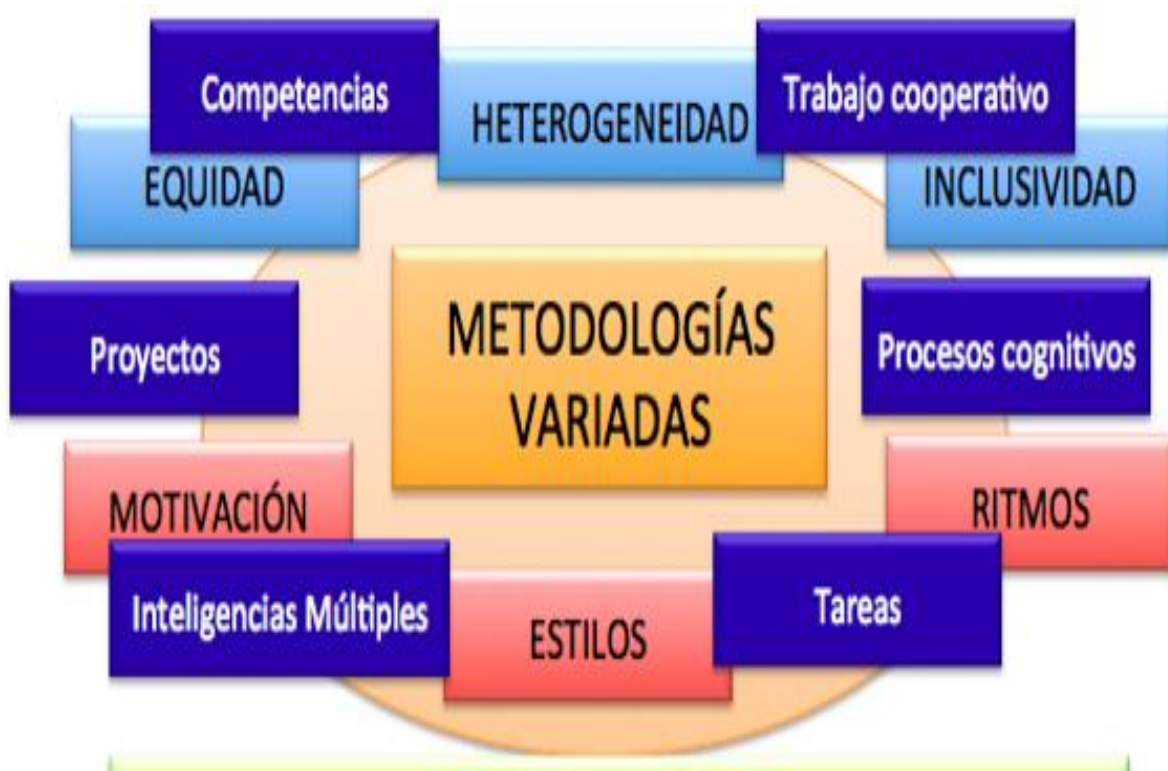 Competencias
HETEROGENEIDAD
Trabajo cooperativo
EQUIDAD
INCLUSIVIDAD
METODOLOGÍAS
VARIADAS
Proyectos
Procesos cognitivos
MOTIVACIÓN
RITMOS
Inteligencias Múltiples
ESTILOS
Tareas